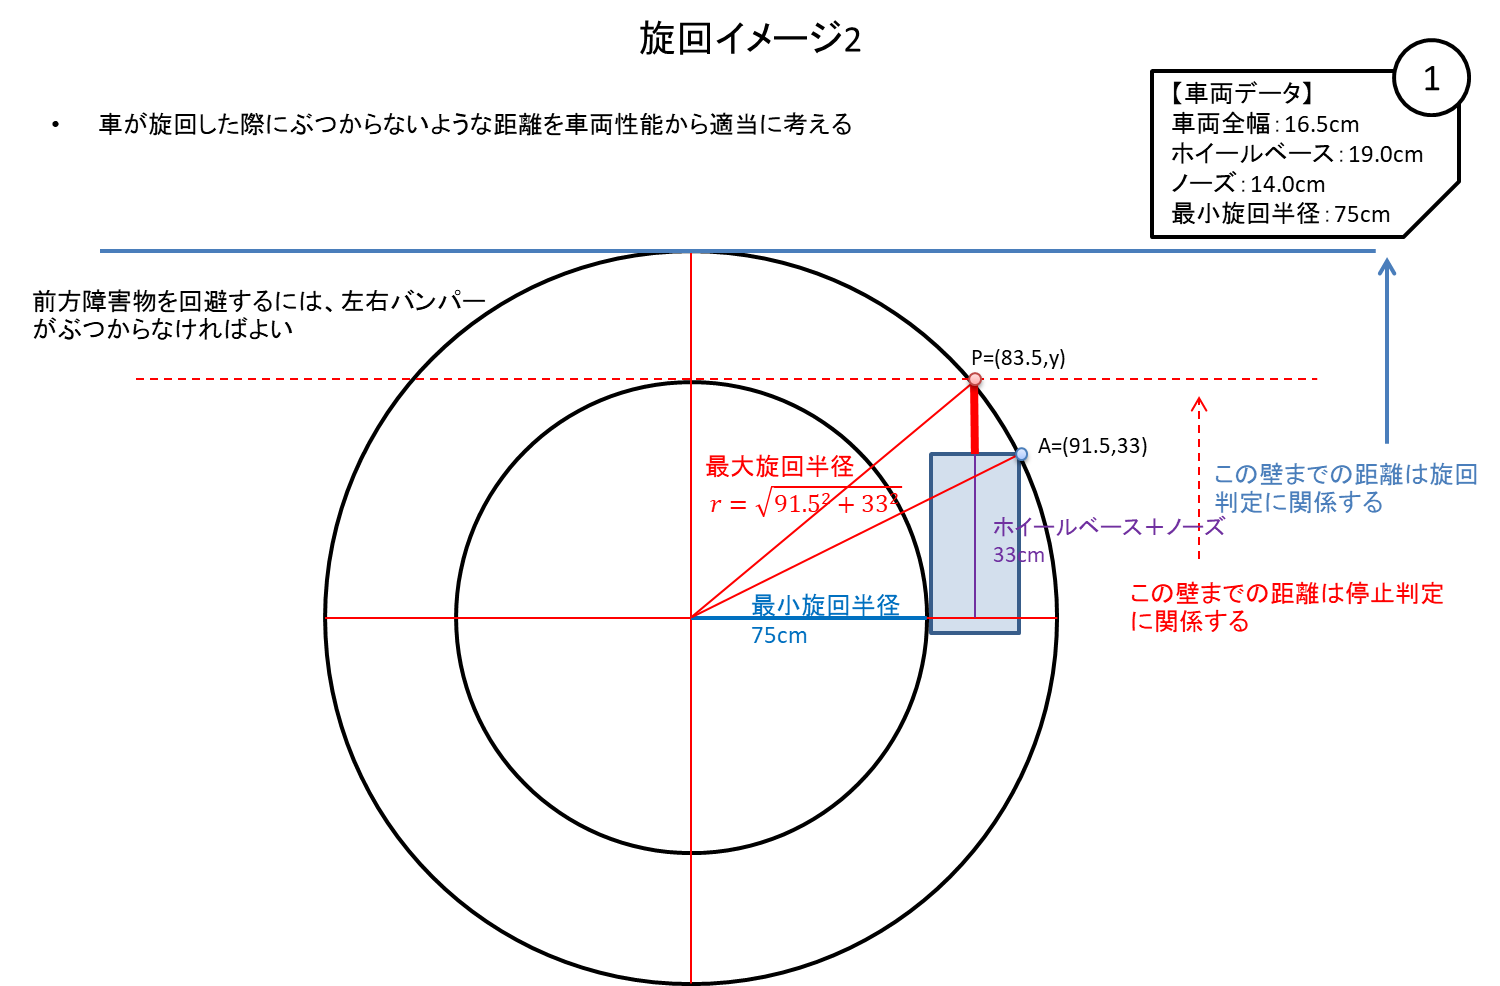 旋回イメージ2
1
【車両データ】
車両全幅：16.5cm
ホイールベース：19.0cm
ノーズ：14.0cm
最小旋回半径：75cm
• 車が旋回した際にぶつからないような距離を車両性能から適当に考える
前方障害物を回避するには、左右バンパー
がぶつからなければよい
P=(83.5,y)
A=(91.5,33)
最大旋回半径
r = √91.5² + 33²
この壁までの距離は旋回
判定に関係する
ホイールベース＋ノーズ
33cm
この壁までの距離は停止判定
に関係する
最小旋回半径
75cm